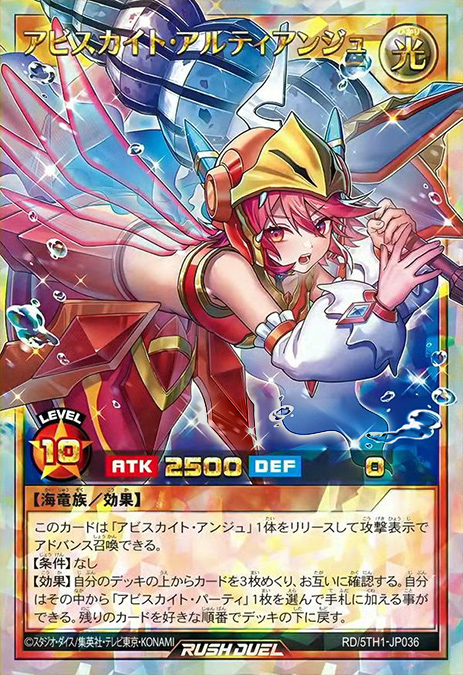 アビスカイト・アルティアンジュ
光
LEVEL
10
ATK 2500 DEF 0
【海竜族/効果】
このカードは「アビスカイト・アンジュ」1体をリリースして攻撃表示で
アドバンス召喚できる。
【条件】なし
【効果】自分のデッキの上からカードを3枚めくり、お互いに確認する。自分
はその中から「アビスカイト・パーティ」1枚を選んで手札に加える事が
できる。残りのカードを好きな順番でデッキの下に戻す。
©スタジオ・ダイス/集英社・テレビ東京・KONAMI
RUSH DUEL
RD/5TH1-JP036